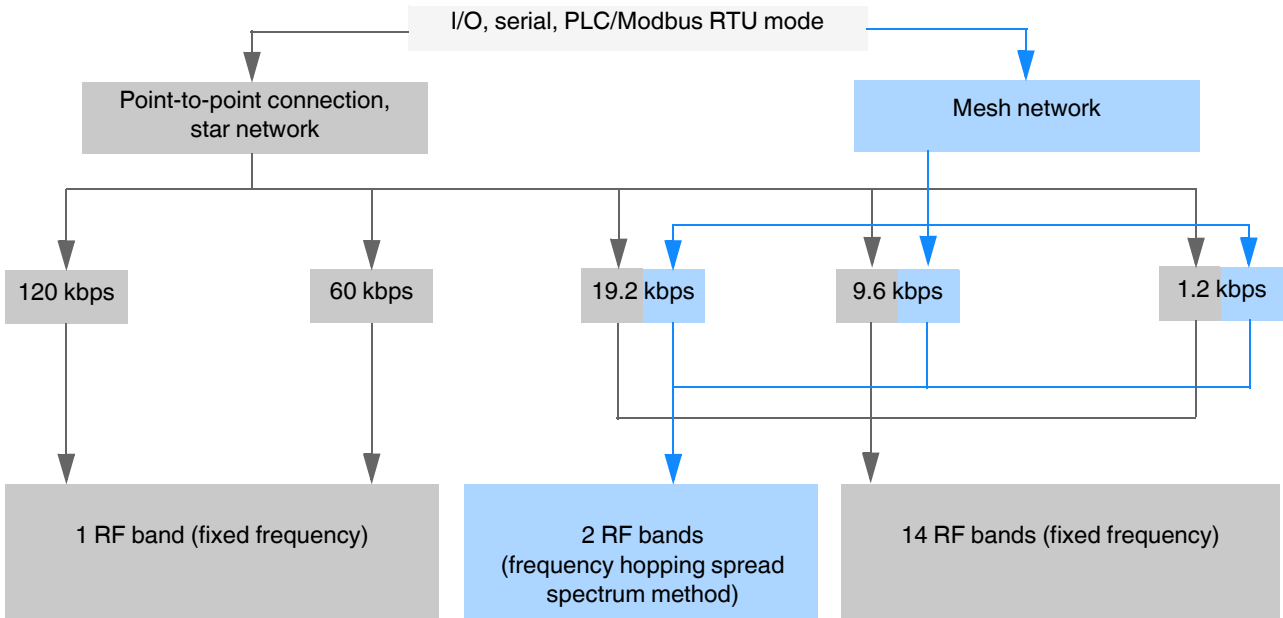 I/O, serial, PLC/Modbus RTU mode
Point-to-point connection,
star network
Mesh network
120 kbps
60 kbps
19.2 kbps
9.6 kbps
1.2 kbps
1 RF band (fixed frequency)
2 RF bands
(frequency hopping spread
spectrum method)
14 RF bands (fixed frequency)